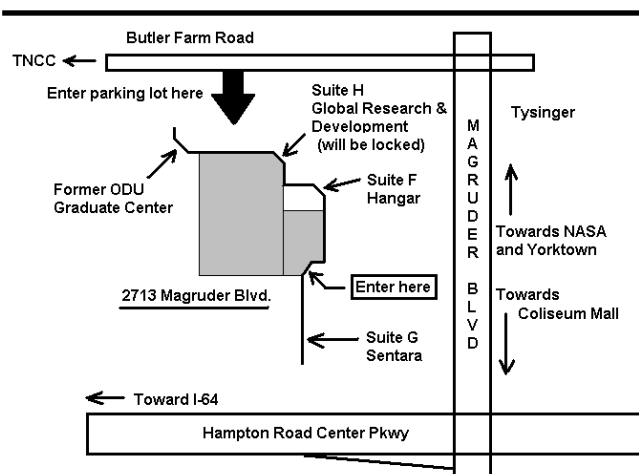 Butler Farm Road
TNCC
Enter parking lot here
Suite H
Global Research &
Development
(will be locked)
MAGRUDER BLVD
Tysinger
Former ODU
Graduate Center
Suite F
Hangar
Towards NASA
and Yorktown
2713 Magruder Blvd.
Enter here
Towards
Coliseum Mall
Suite G
Sentara
Toward I-64
Hampton Road Center Pkwy